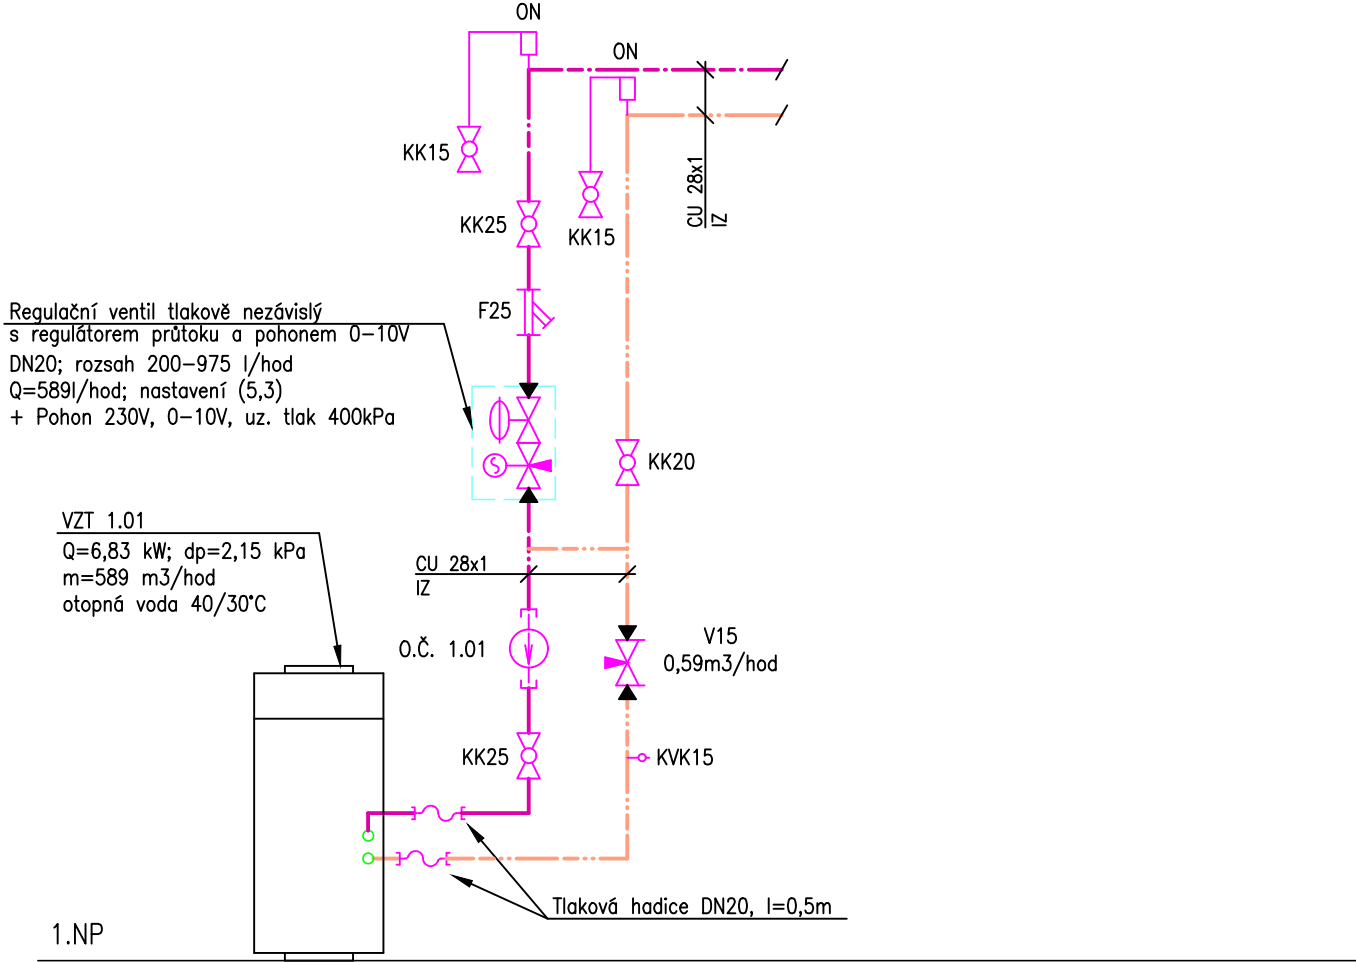 ON
ON
KK15
KK25
KK15
CU 28x1
IZ
F25
Regulační ventil tlakově nezávislý
s regulátorem průtoku a pohonem 0-10V
DN20; rozsah 200-975 l/hod
Q=589l/hod; nastavení (5,3)
+ Pohon 230V, 0-10V, uz. tlak 400kPa
KK20
VZT 1.01
Q=6,83 kW; dp=2,15 kPa
m=589 m3/hod
otopná voda 40/30°C
CU 28x1
IZ
O.Č. 1.01
V15
0,59m3/hod
KK25
KVK15
Tlaková hadice DN20, l=0,5m
1.NP